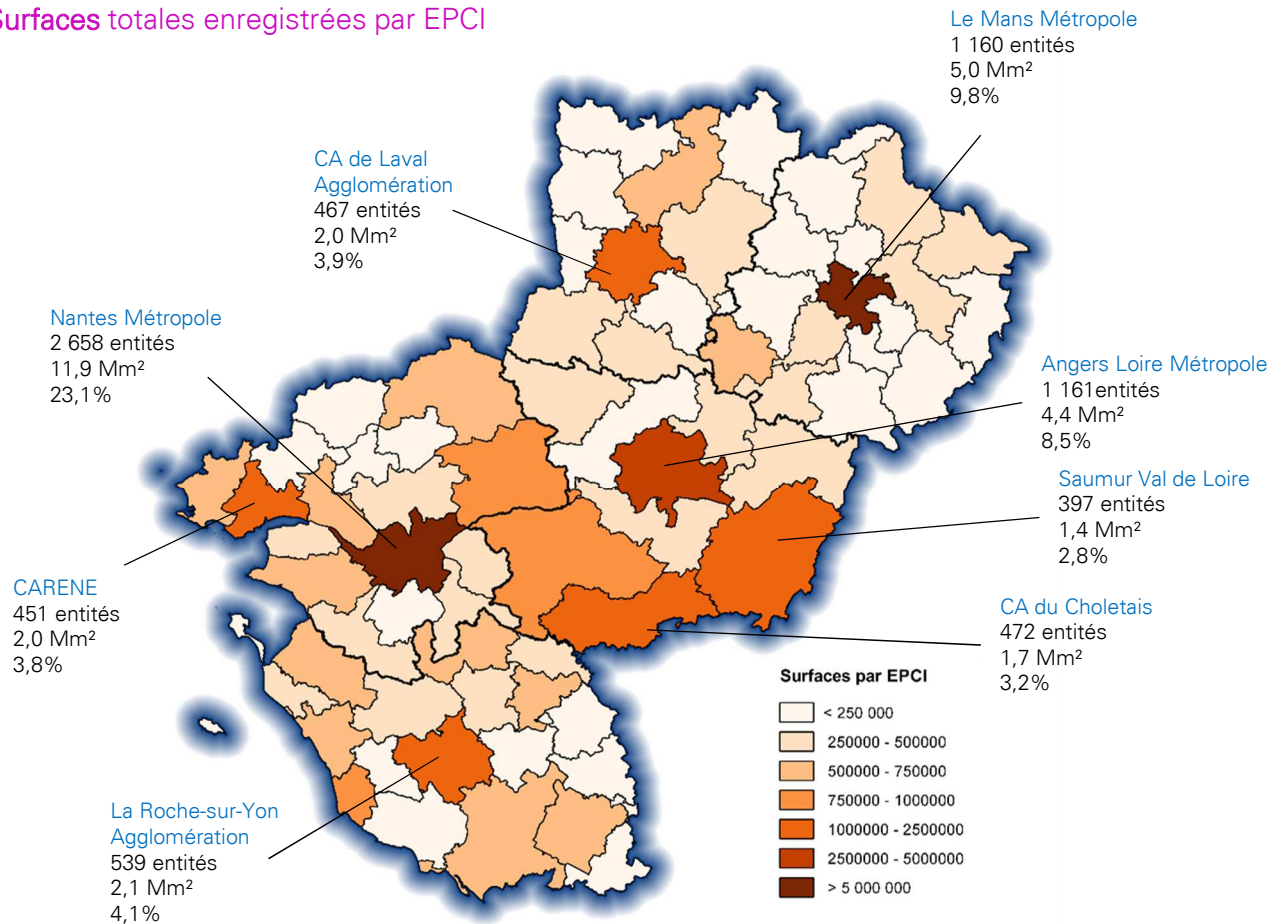 Surfaces totales enregistrées par EPCI
Le Mans Métropole
1 160 entités
5,0 Mm²
9,8%
CA de Laval
Agglomération
467 entités
2,0 Mm²
3,9%
Nantes Métropole
2 658 entités
11,9 Mm²
23,1%
Angers Loire Métropole
1 161entités
4,4 Mm²
8,5%
Saumur Val de Loire
397 entités
1,4 Mm²
2,8%
CARENE
451 entités
2,0 Mm²
3,8%
CA du Choletais
472 entités
1,7 Mm²
3,2%
La Roche-sur-Yon
Agglomération
539 entités
2,1 Mm²
4,1%
Surfaces par EPCI
< 250 000
250000 - 500000
500000 - 750000
750000 - 1000000
1000000 - 2500000
2500000 - 5000000
> 5 000 000